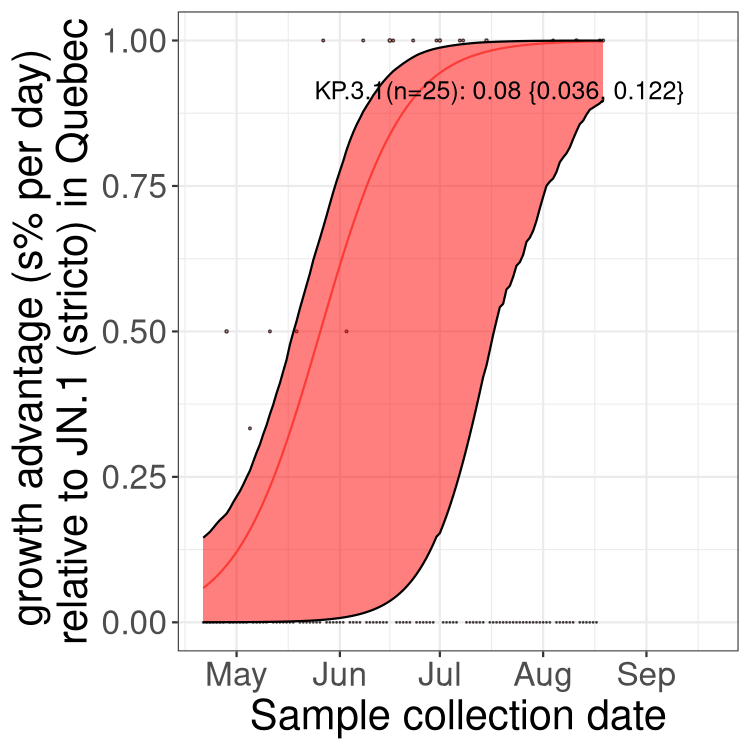 growth advantage (s% per day)
relative to JN.1 (stricto) in Quebec
1.00
0.75
0.50
0.25
0.00
KP.3.1(n=25): 0.08 {0.036, 0.122}
May Jun Jul Aug Sep
Sample collection date